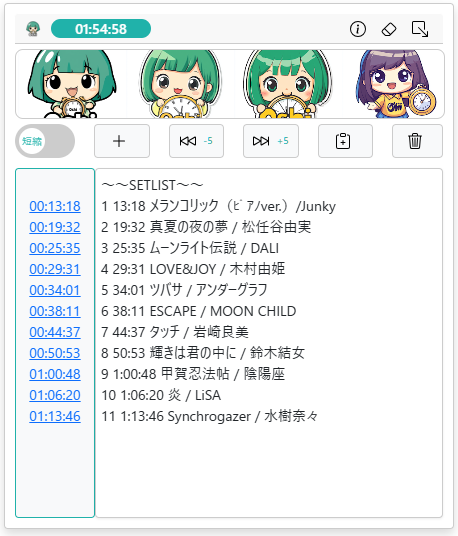 01:54:58
短縮
-5
+5
～～SETLIST～～
00:13:18 1 13:18 メランコリック（ﾋﾟｱﾉver.）/Junky
00:19:32 2 19:32 真夏の夜の夢 / 松任谷由実
00:25:35 3 25:35 ムーンライト伝説 / DALI
00:29:31 4 29:31 LOVE&JOY / 木村由姫
00:34:01 5 34:01 ツバサ / アンダーグラフ
00:38:11 6 38:11 ESCAPE / MOON CHILD
00:44:37 7 44:37 タッチ / 岩崎良美
00:50:53 8 50:53 輝きは君の中に / 鈴木結女
01:00:48 9 1:00:48 甲賀忍法帖 / 陰陽座
01:06:20 10 1:06:20 炎 / LiSA
01:13:46 11 1:13:46 Synchrogazer / 水樹奈々